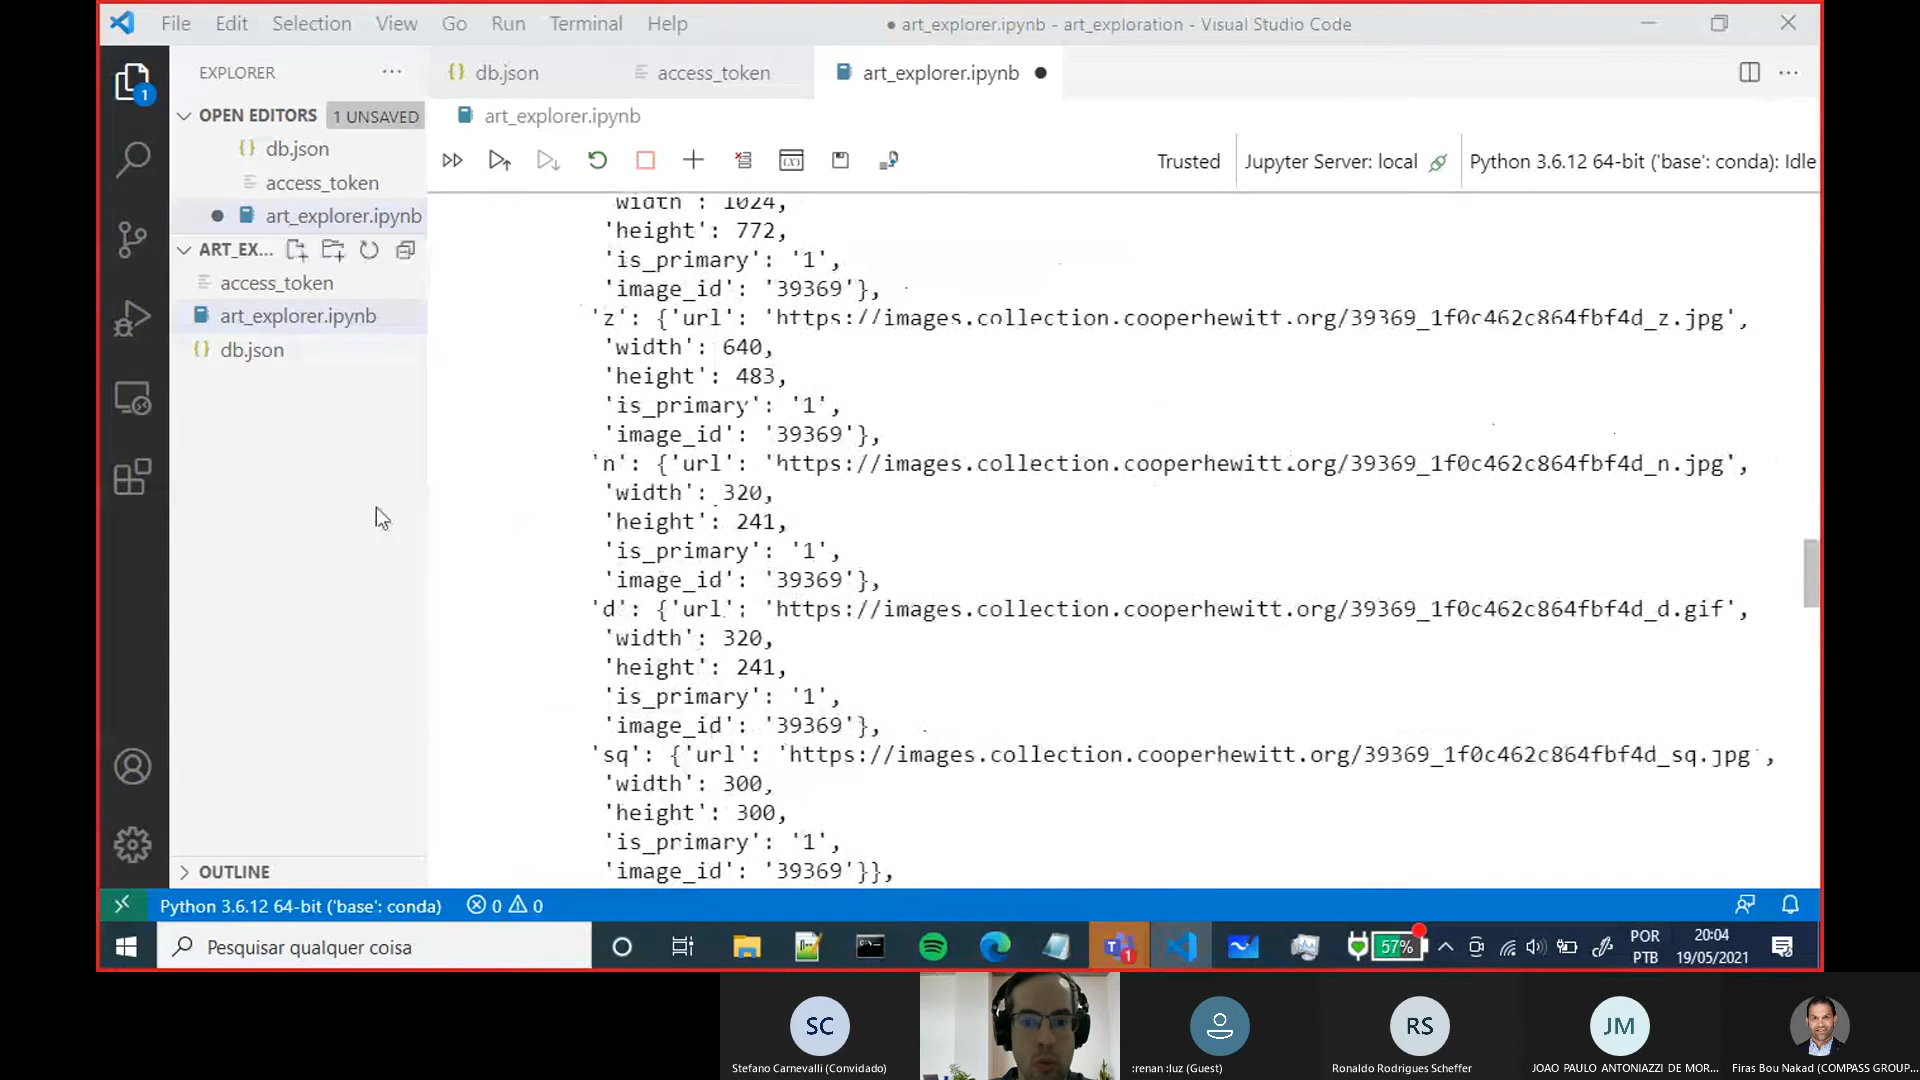 File Edit Selection View Go Run Terminal Help
● art_explorer.ipynb - art_exploration - Visual Studio Code
EXPLORER
OPEN EDITORS 1 UNSAVED
{} db.json
access_token
● art_explorer.ipynb
ART_EX...
access_token
art_explorer.ipynb
{} db.json
OUTLINE
1
{} db.json
access_token
art_explorer.ipynb ●
art_explorer.ipynb
Trusted
Jupyter Server: local
Python 3.6.12 64-bit ('base': conda): Idle
'width': 1024,
'height': 772,
'is_primary': '1',
'image_id': '39369'},
'z': {'url': 'https://images.collection.cooperhewitt.org/39369_1f0c462c864fbf4d_z.jpg',
'width': 640,
'height': 483,
'is_primary': '1',
'image_id': '39369'},
'n': {'url': 'https://images.collection.cooperhewitt.org/39369_1f0c462c864fbf4d_n.jpg',
'width': 320,
'height': 241,
'is_primary': '1',
'image_id': '39369'},
'd': {'url': 'https://images.collection.cooperhewitt.org/39369_1f0c462c864fbf4d_d.gif',
'width': 320,
'height': 241,
'is_primary': '1',
'image_id': '39369'},
'sq': {'url': 'https://images.collection.cooperhewitt.org/39369_1f0c462c864fbf4d_sq.jpg',
'width': 300,
'height': 300,
'is_primary': '1',
'image_id': '39369'}},
Python 3.6.12 64-bit ('base': conda) 0 0
Pesquisar qualquer coisa
1
57%
POR
PTB
20:04
19/05/2021
SC
RS
JM
Stefano Carnevalli (Convidado)
:renan :luz (Guest)
Ronaldo Rodrigues Scheffer
JOAO PAULO ANTONIAZZI DE MOR...
Firas Bou Nakad (COMPASS GROUP...